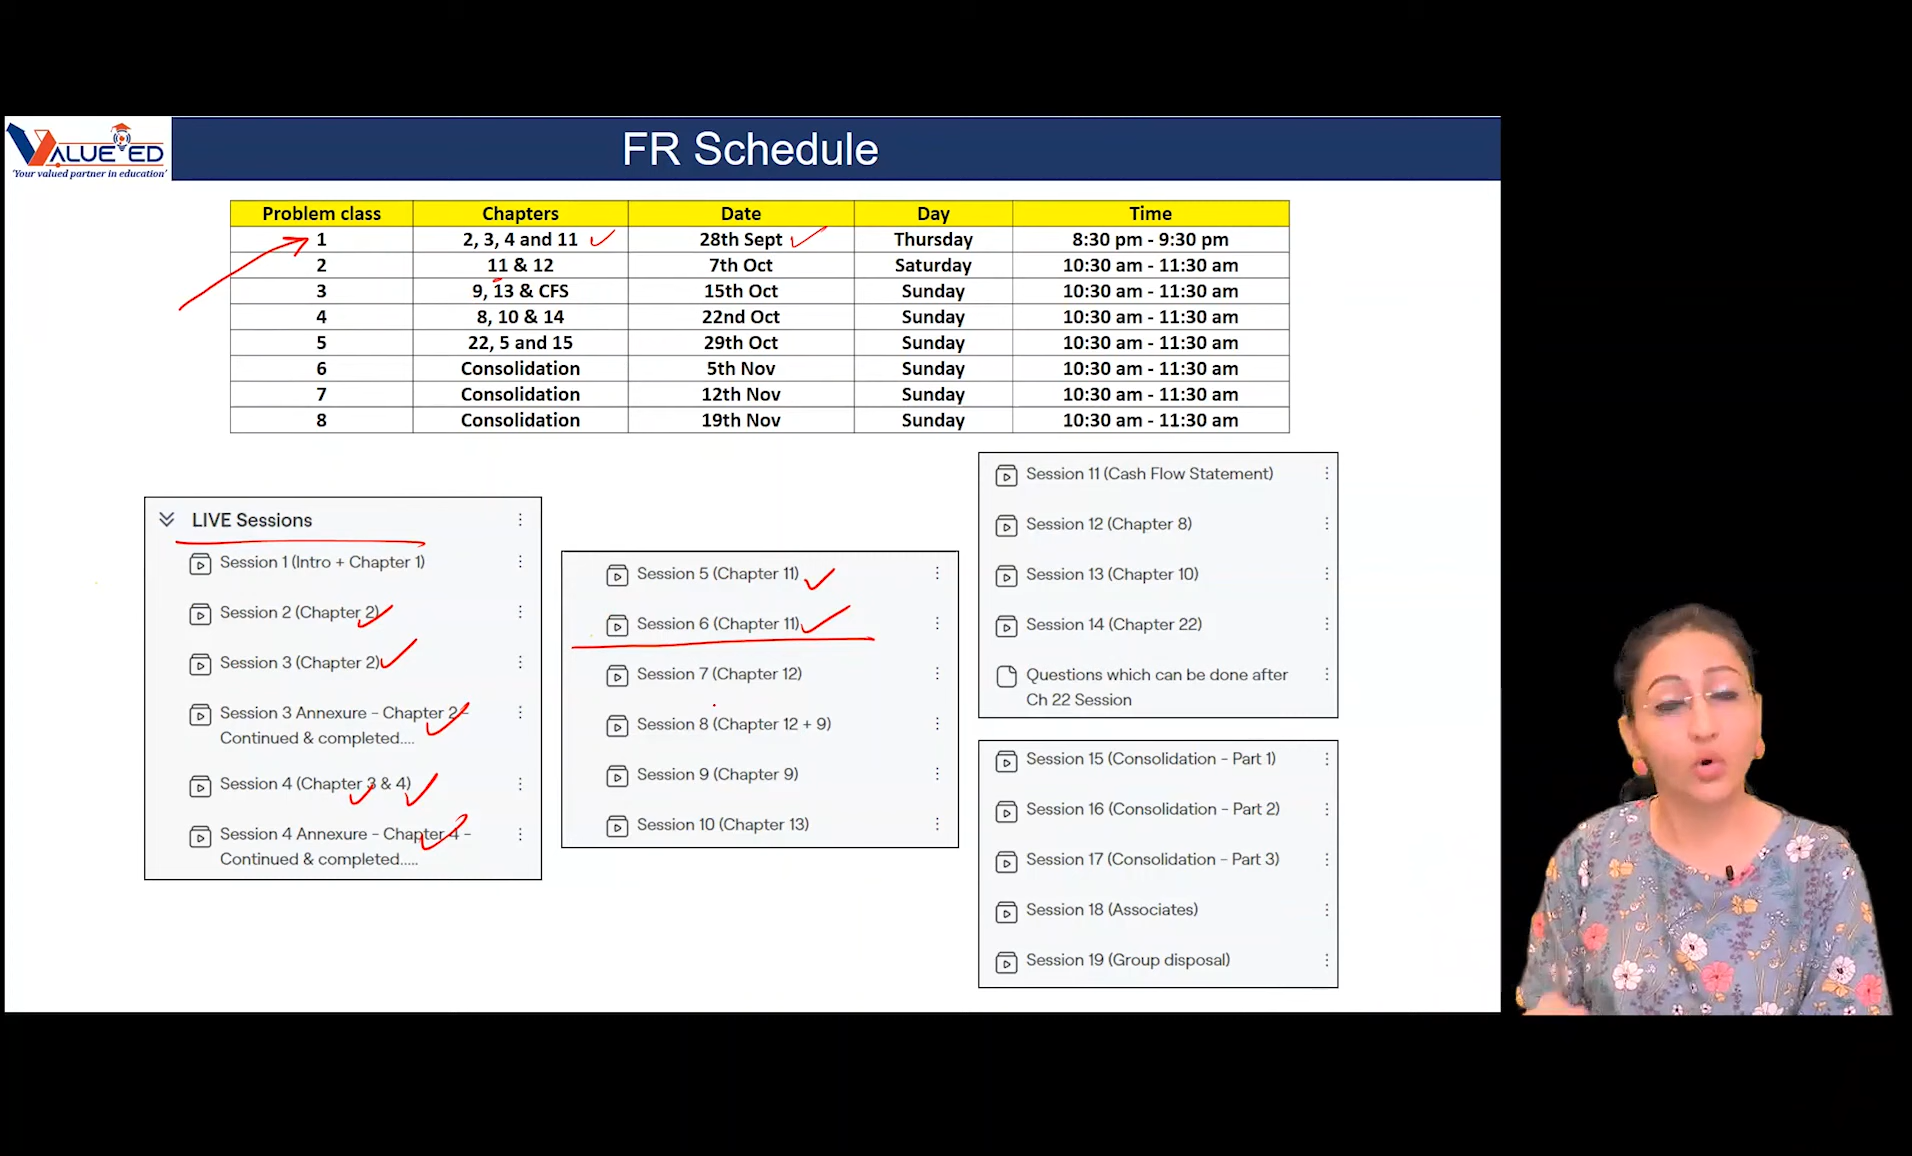 VALUE ED
'Your valued partner in education'
FR Schedule
Problem class Chapters Date Day Time
1 2, 3, 4 and 11 28th Sept Thursday 8:30 pm - 9:30 pm
2 11 & 12 7th Oct Saturday 10:30 am - 11:30 am
3 9, 13 & CFS 15th Oct Sunday 10:30 am - 11:30 am
4 8, 10 & 14 22nd Oct Sunday 10:30 am - 11:30 am
5 22, 5 and 15 29th Oct Sunday 10:30 am - 11:30 am
6 Consolidation 5th Nov Sunday 10:30 am - 11:30 am
7 Consolidation 12th Nov Sunday 10:30 am - 11:30 am
8 Consolidation 19th Nov Sunday 10:30 am - 11:30 am
LIVE Sessions
Session 1 (Intro + Chapter 1)
Session 2 (Chapter 2)
Session 3 (Chapter 2)
Session 3 Annexure - Chapter 2 -
Continued & completed....
Session 4 (Chapter 3 & 4)
Session 4 Annexure - Chapter 4 -
Continued & completed.....
Session 5 (Chapter 11)
Session 6 (Chapter 11)
Session 7 (Chapter 12)
Session 8 (Chapter 12 + 9)
Session 9 (Chapter 9)
Session 10 (Chapter 13)
Session 11 (Cash Flow Statement)
Session 12 (Chapter 8)
Session 13 (Chapter 10)
Session 14 (Chapter 22)
Questions which can be done after
Ch 22 Session
Session 15 (Consolidation - Part 1)
Session 16 (Consolidation - Part 2)
Session 17 (Consolidation - Part 3)
Session 18 (Associates)
Session 19 (Group disposal)